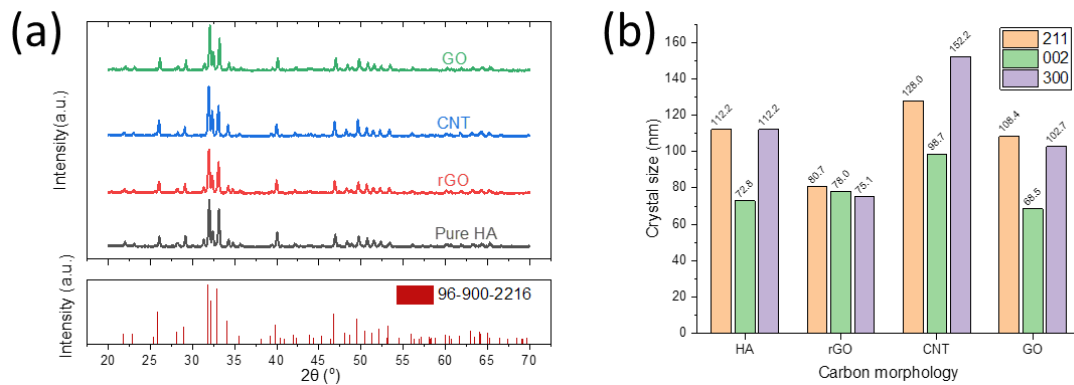 (a)
Intensity (a.u.)
GO
CNT
rGO
Pure HA
Intensity (a.u.)
96-900-2216
20 25 30 35 40 45 50 55 60 65 70
2θ (°)
(b)
Crystal size (nm)
160
140
120
100
80
60
40
20
0
211
002
300
112.2 72.8 112.2
80.7 78.0 75.1
128.0 98.7 152.2
108.4 68.5 102.7
HA rGO CNT GO
Carbon morphology